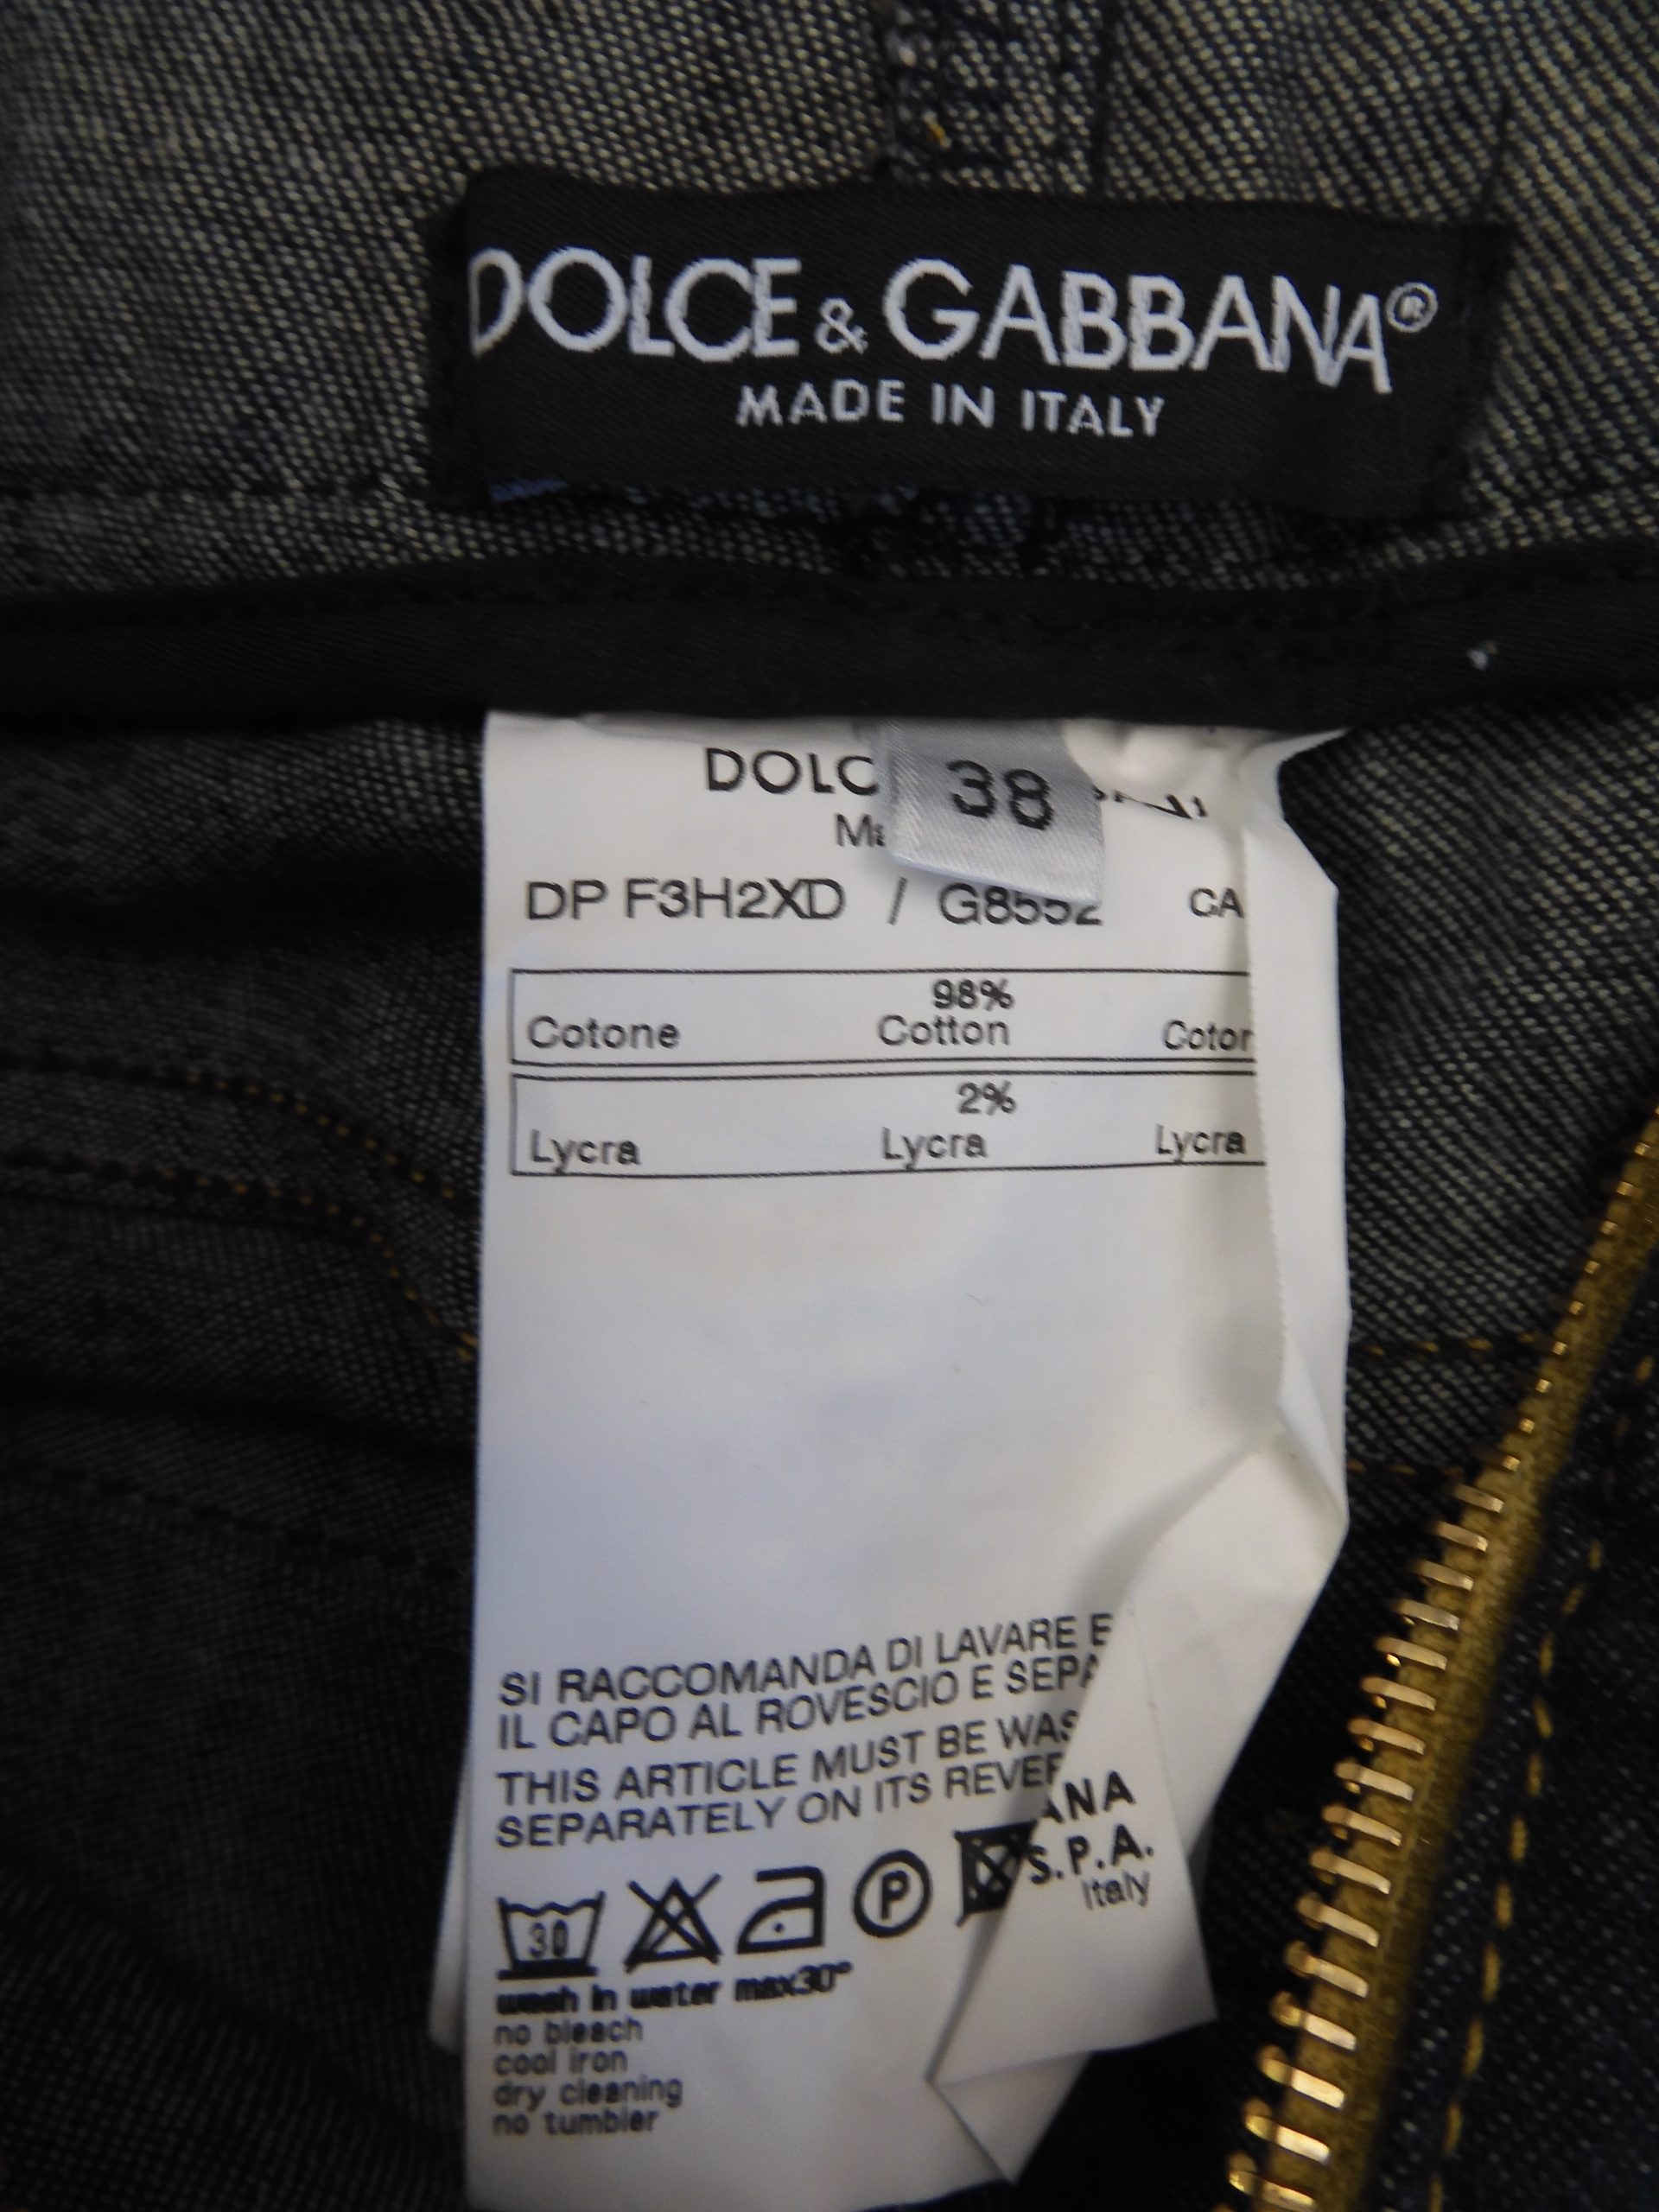 DOLCE & GABBANA®
MADE IN ITALY
38
DOLC
DP F3H2XD / G8552 CA
98%
Cotone Cotton Coton
2%
Lycra Lycra Lycra
SI RACCOMANDA DI LAVARE E
IL CAPO AL ROVESCIO E SEPA
THIS ARTICLE MUST BE WAS
SEPARATELY ON ITS REVER
ANA
S.P.A.
Italy
30
P
wash in water max30°
no bleach
cool iron
dry cleaning
no tumbler